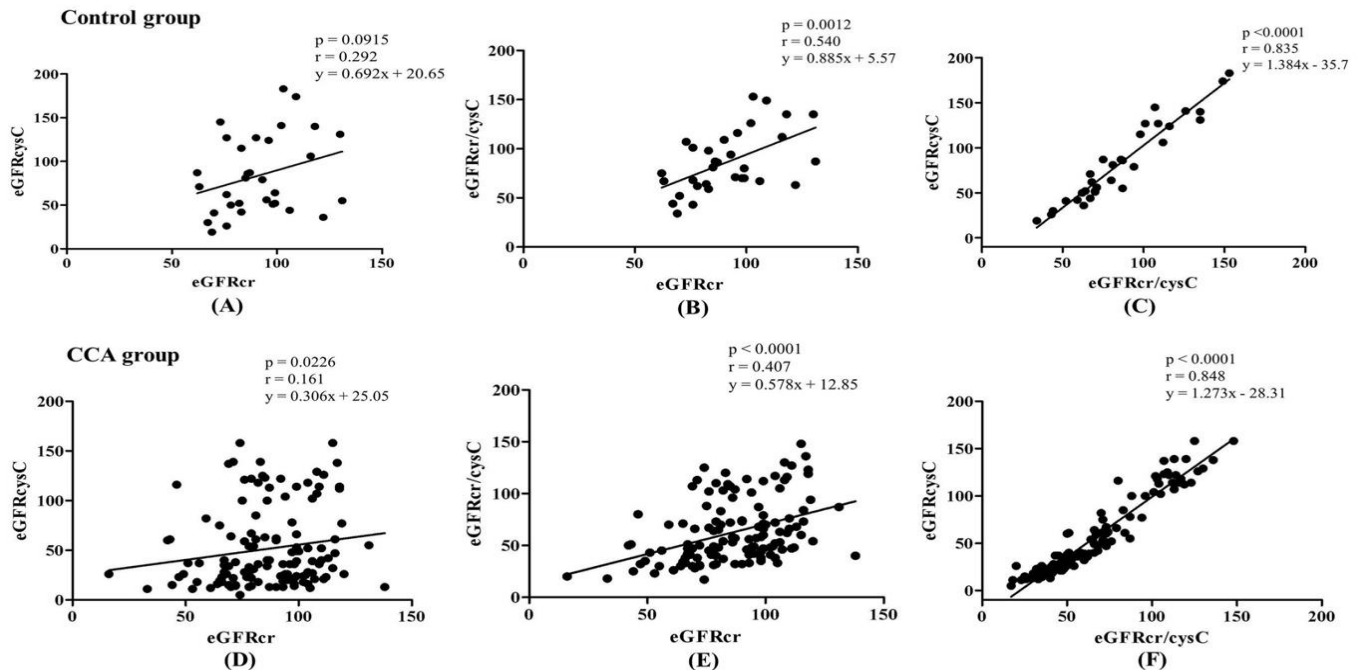 Control group
p = 0.0915
r = 0.292
y = 0.692x + 20.65
200
150
100
50
0
eGFRcysC
0
50
100
150
eGFRcr
(A)
p = 0.0012
r = 0.540
y = 0.885x + 5.57
200
150
100
50
0
eGFRcr/cysC
0
50
100
150
eGFRcr
(B)
p <0.0001
r = 0.835
y = 1.384x - 35.7
200
150
100
50
0
eGFRcysC
0
50
100
150
200
eGFRcr/cysC
(C)
CCA group
p = 0.0226
r = 0.161
y = 0.306x + 25.05
200
150
100
50
0
eGFRcysC
0
50
100
150
eGFRcr
(D)
p < 0.0001
r = 0.407
y = 0.578x + 12.85
200
150
100
50
0
eGFRcr/cysC
0
50
100
150
eGFRcr
(E)
p < 0.0001
r = 0.848
y = 1.273x - 28.31
200
150
100
50
0
eGFRcysC
0
50
100
150
200
eGFRcr/cysC
(F)